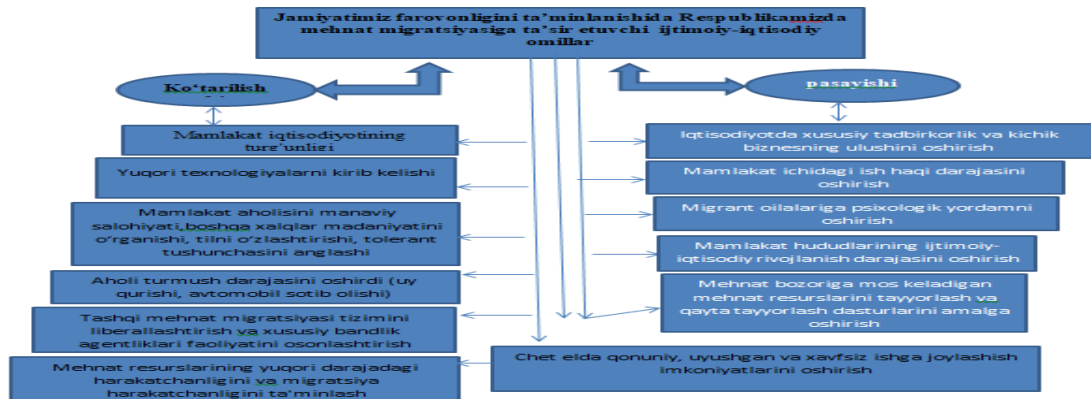 Jamiyatimiz farovonligini ta'minlanishida Respublikamizda
mehnat migratsiyasiga ta'sir etuvchi ijtimoiy-iqtisodiy
omillar
Ko'tarilish
pasayishi
Mamlakat iqtisodiyotining
turg'unligi
Yuqori texnologiyalarni kirib kelishi
Mamlakat aholisini manaviy
salohiyati,boshqa xalqlar madaniyatini
o'rganishi, tilni o'zlashtirishi, tolerant
tushunchasini anglashi
Aholi turmush darajasini oshirdi (uy
qurishi, avtomobil sotib olishi)
Tashqi mehnat migratsiyasi tizimini
liberallashtirish va xususiy bandlik
agentliklari faoliyatini osonlashtirish
Mehnat resurslarining yuqori darajadagi
harakatchanligini va migratsiya
harakatchanligini ta'minlash
Iqtisodiyotda xususiy tadbirkorlik va kichik
biznesning ulushini oshirish
Mamlakat ichidagi ish haqi darajasini
oshirish
Migrant oilalariga psixologik yordamni
oshirish
Mamlakat hududlarining ijtimoiy-
iqtisodiy rivojlanish darajasini oshirish
Mehnat bozoriga mos keladigan
mehnat resurslarini tayyorlash va
qayta tayyorlash dasturlarini amalga
oshirish
Chet elda qonuniy, uyushgan va xavfsiz ishga joylashish
imkoniyatlarini oshirish